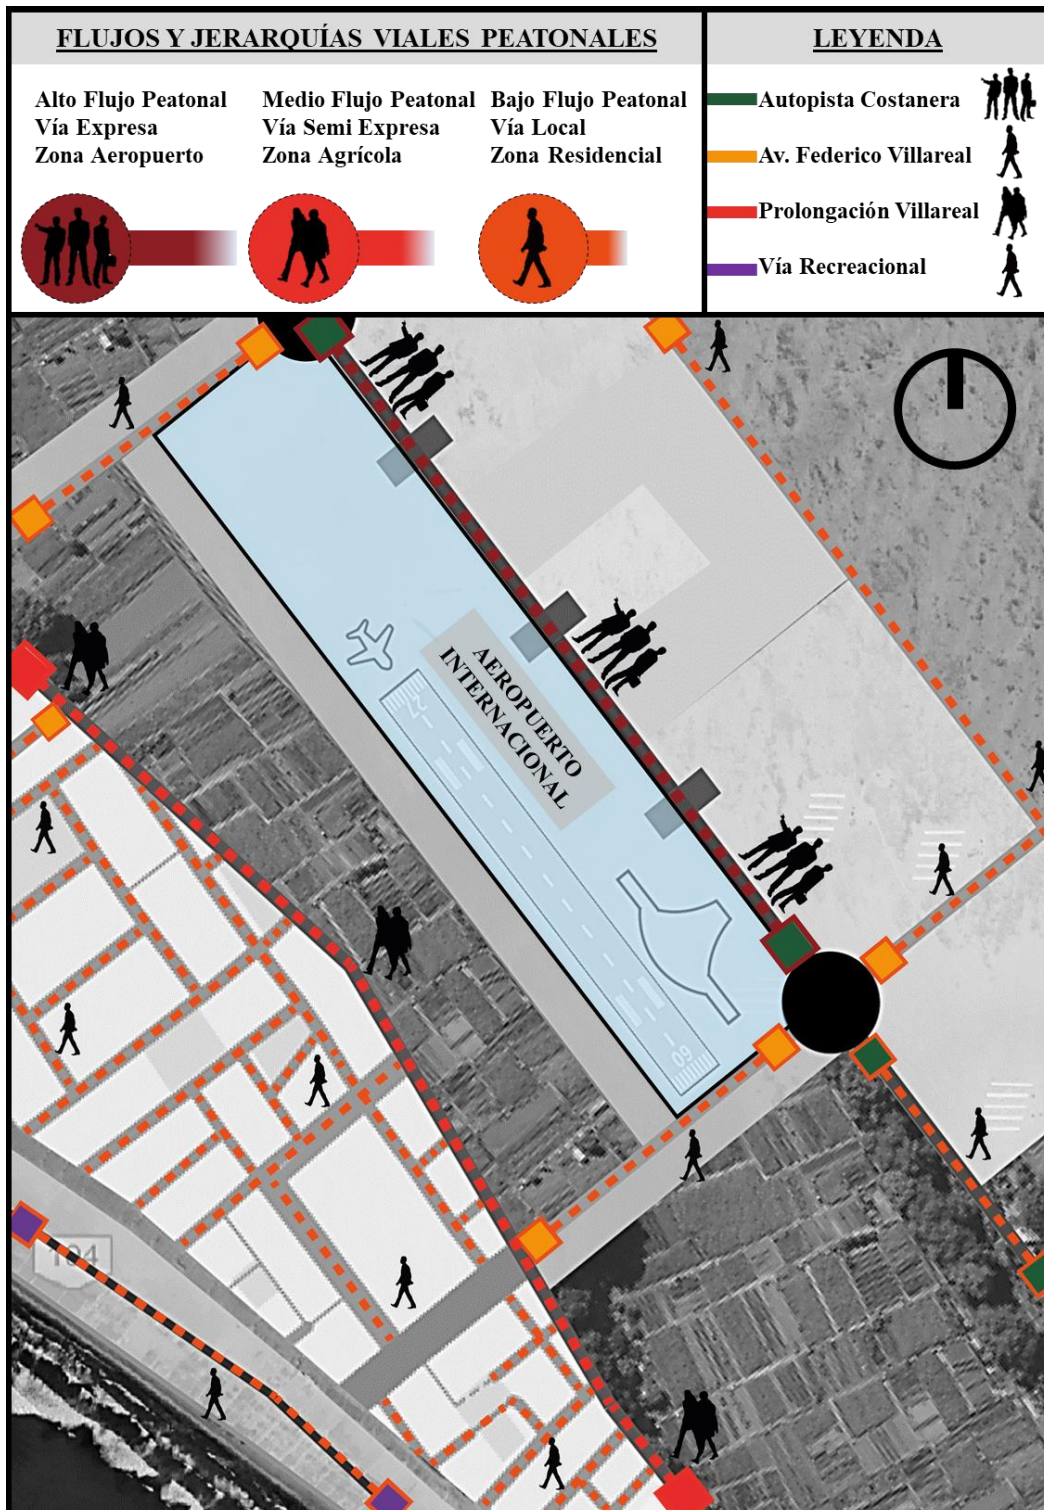 FLUJOS Y JERARQUÍAS VIALES PEATONALES
Alto Flujo Peatonal
Vía Expresa
Zona Aeropuerto
Medio Flujo Peatonal
Vía Semi Expresa
Zona Agrícola
Bajo Flujo Peatonal
Vía Local
Zona Residencial
LEYENDA
Autopista Costanera
Av. Federico Villareal
Prolongación Villareal
Vía Recreacional
AEROPUERTO
INTERNACIONAL
27
09
104